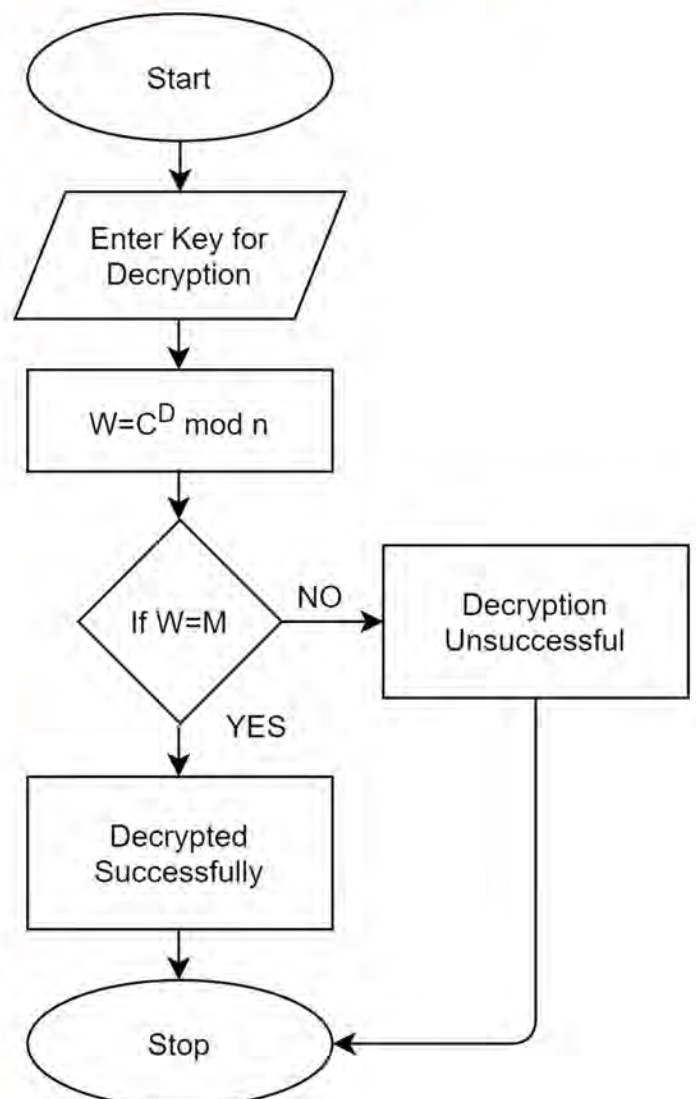 Start
Enter Key for
Decryption
W=C^D mod n
If W=M
NO
Decryption
Unsuccessful
YES
Decrypted
Successfully
Stop